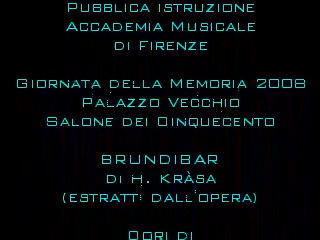 Pubblica istruzione
Accademia Musicale
di Firenze
Giornata della Memoria 2008
Palazzo Vecchio
Salone dei Cinquecento
BRUNDIBAR
di H. Kràsa
(estratti dall'opera)
Cori di